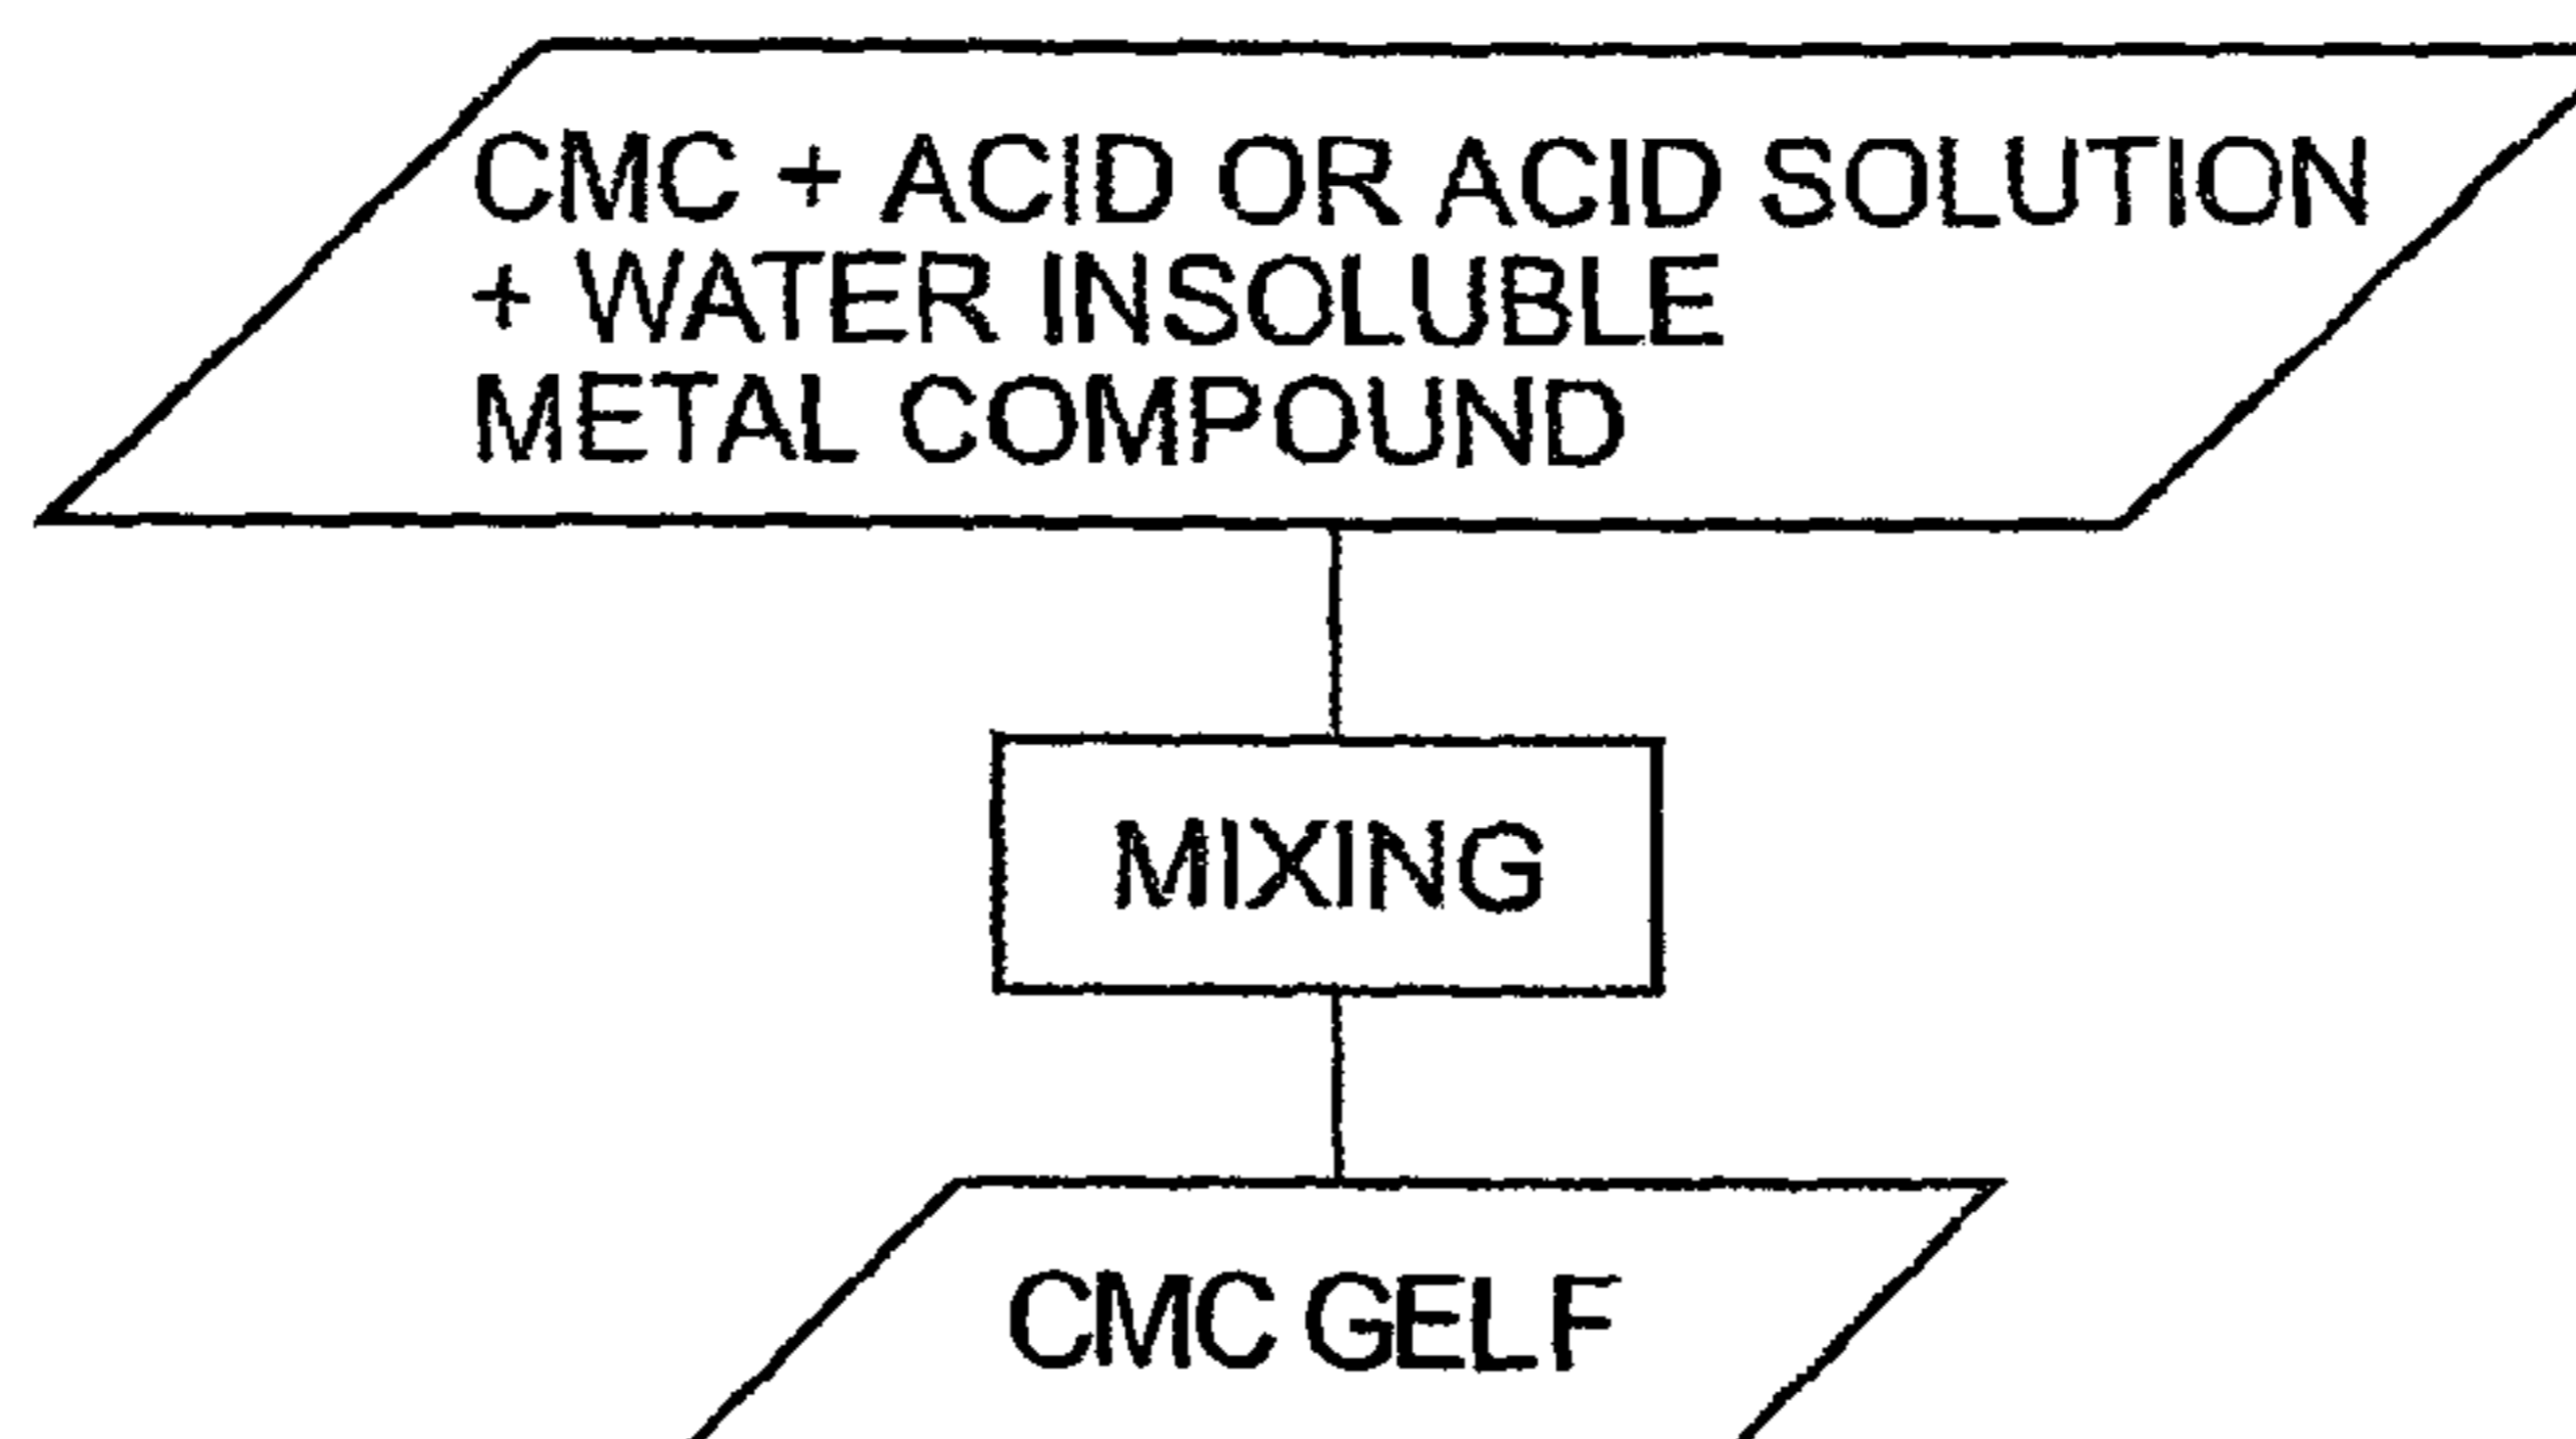 CMC + ACID OR ACID SOLUTION
+ WATER INSOLUBLE
METAL COMPOUND
MIXING
CMC GELF